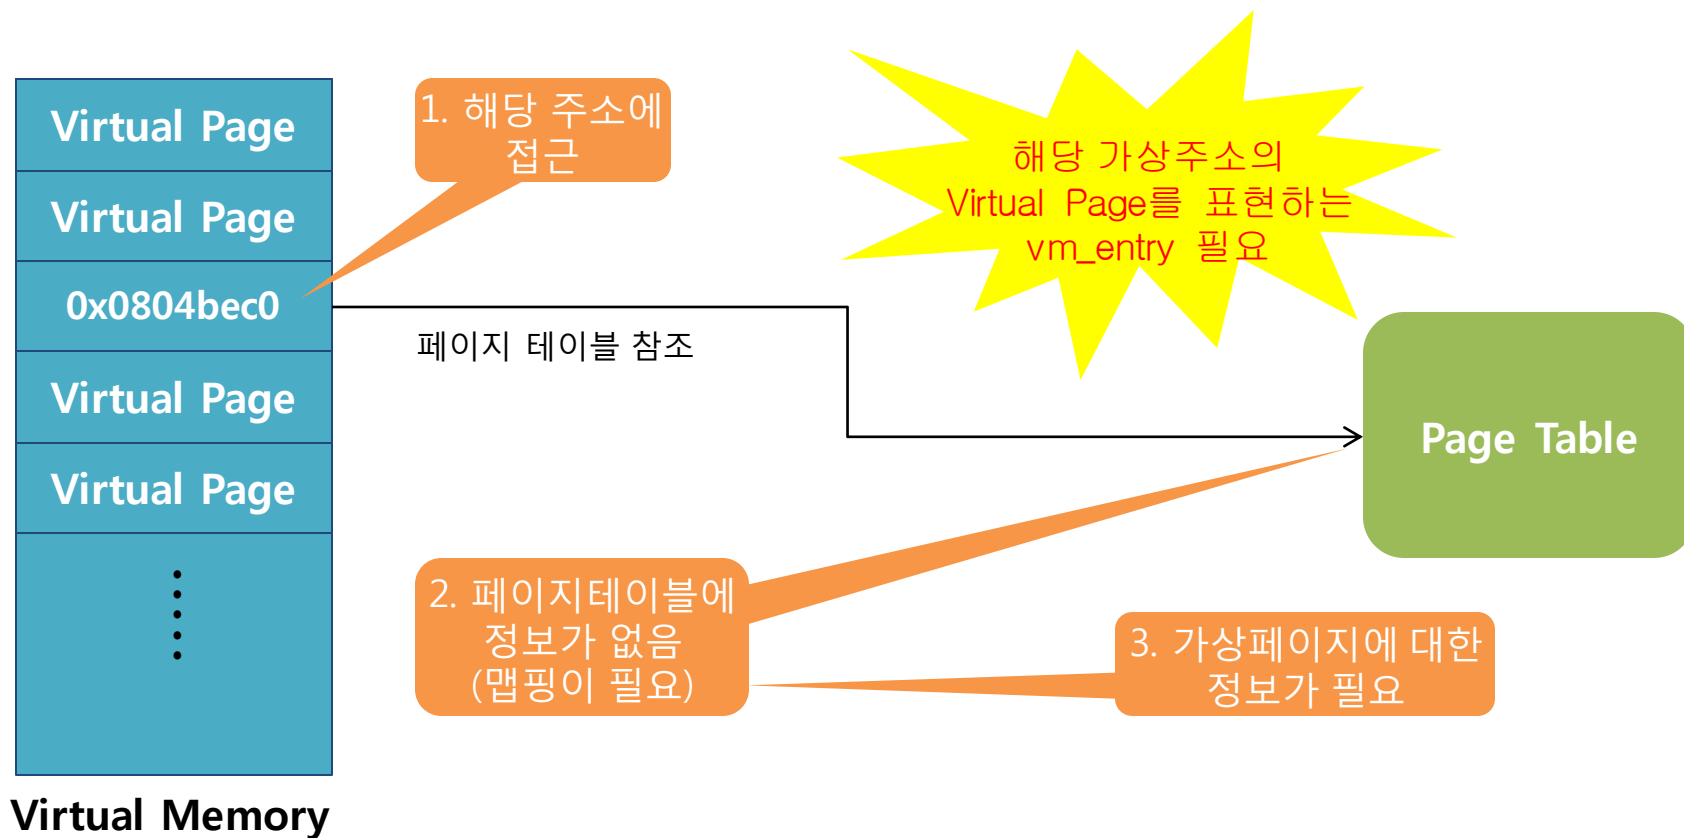 Virtual Page
Virtual Page
0x0804bec0
Virtual Page
Virtual Page
Virtual Memory
1. 해당 주소에
접근
페이지 테이블 참조
해당 가상주소의
Virtual Page를 표현하는
vm_entry 필요
Page Table
2. 페이지테이블에
정보가 없음
(맵핑이 필요)
3. 가상페이지에 대한
정보가 필요